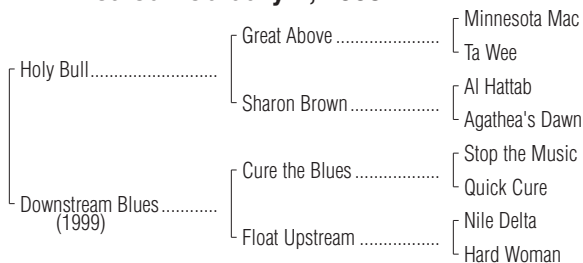 Minnesota Mac
Great Above
Ta Wee
Holy Bull
Al Hattab
Sharon Brown
Agathea's Dawn
Stop the Music
Cure the Blues
Quick Cure
Downstream Blues
(1999)
Nile Delta
Float Upstream
Hard Woman